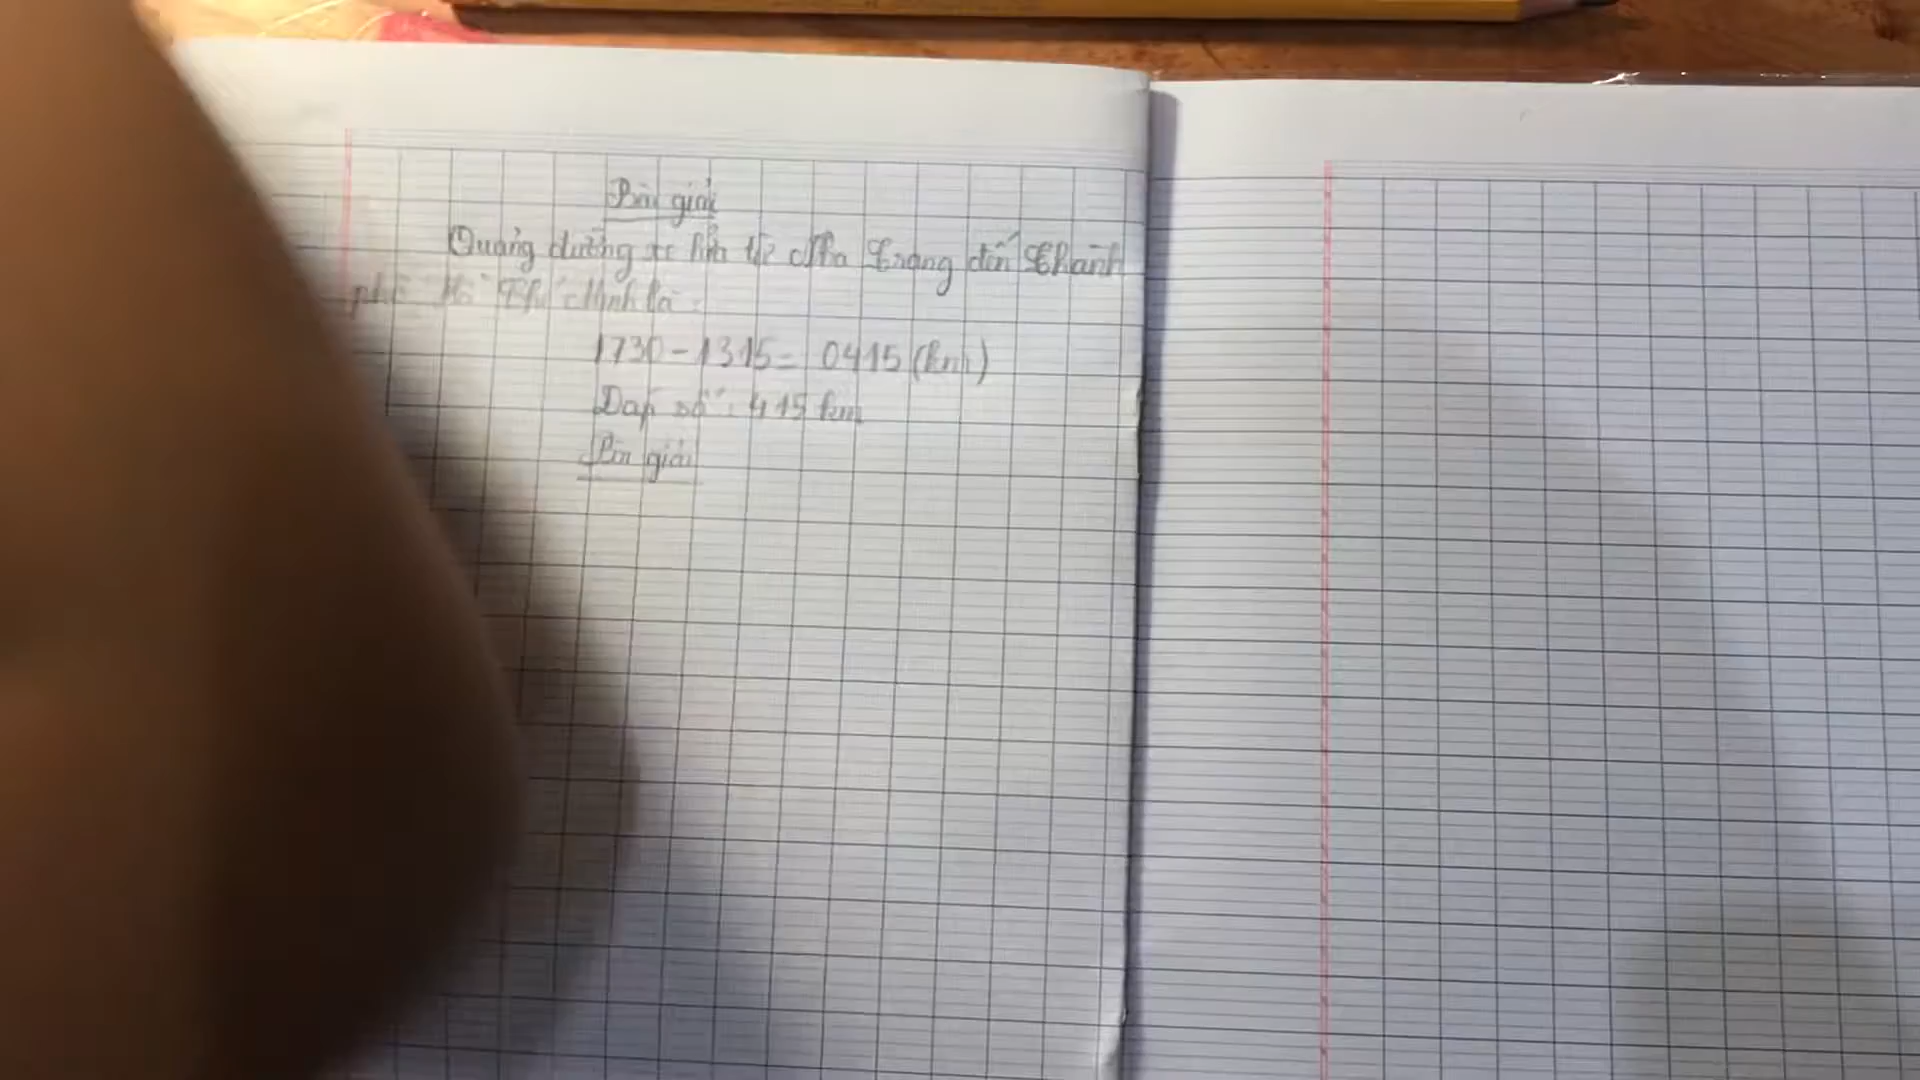 Bài giải
Quãng đường xe lửa từ Nha Trang đến Thành
phố Hồ Chí Minh là :
1730 - 1315 = 0415 (km)
Đáp số : 415 km
Bài giải